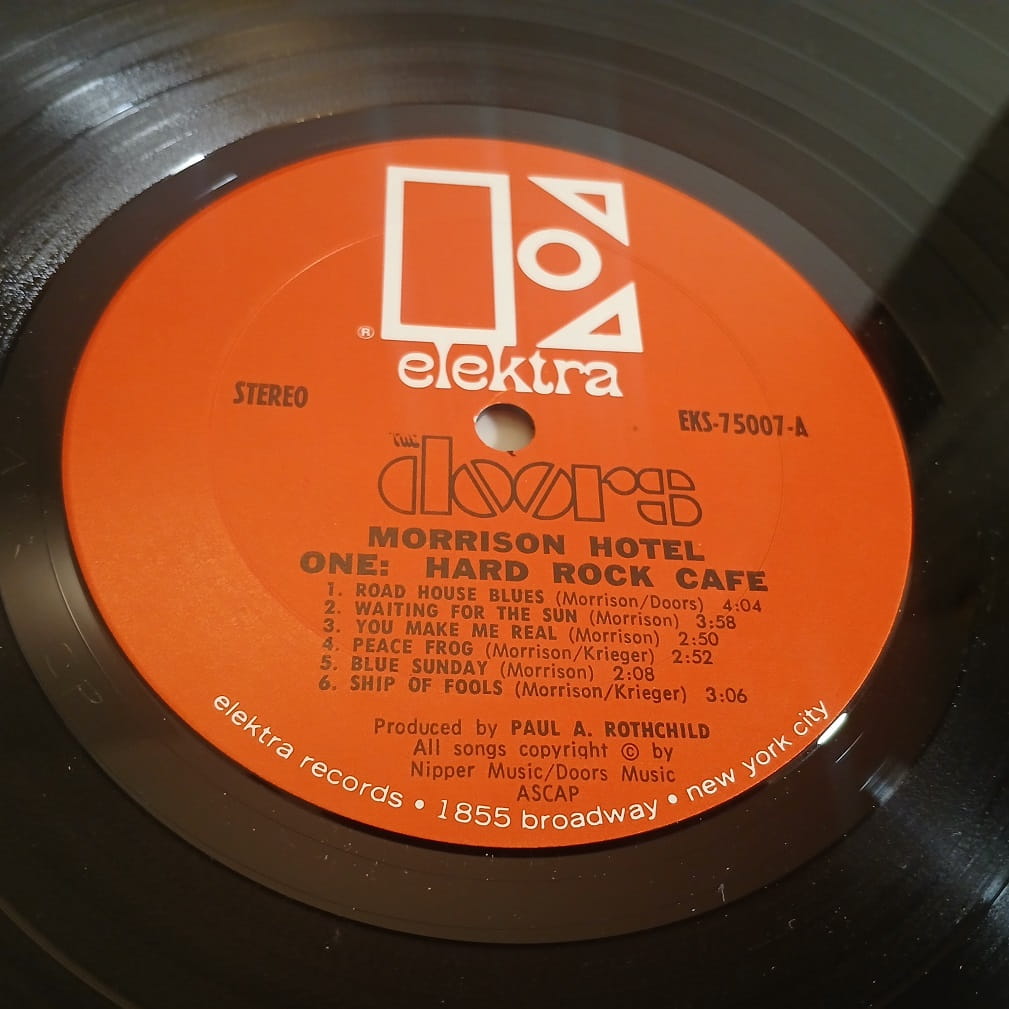 ®
elektra
STEREO
EKS-75007-A
THE
doors
MORRISON HOTEL
ONE: HARD ROCK CAFE
1. ROAD HOUSE BLUES (Morrison/Doors) 4:04
2. WAITING FOR THE SUN (Morrison) 3:58
3. YOU MAKE ME REAL (Morrison) 2:50
4. PEACE FROG (Morrison/Krieger) 2:52
5. BLUE SUNDAY (Morrison) 2:08
6. SHIP OF FOOLS (Morrison/Krieger) 3:06
Produced by PAUL A. ROTHCHILD
All songs copyright © by
Nipper Music/Doors Music
ASCAP
elektra records • 1855 broadway • new york city